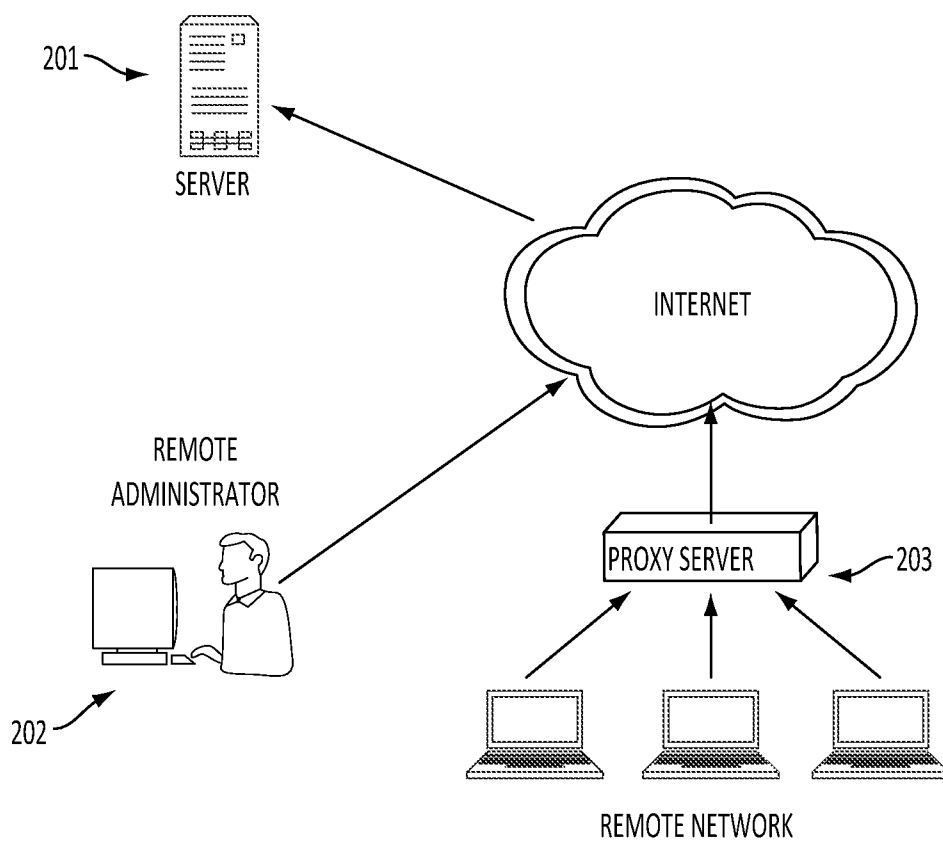 201
SERVER
INTERNET
REMOTE
ADMINISTRATOR
PROXY SERVER
203
202
REMOTE NETWORK